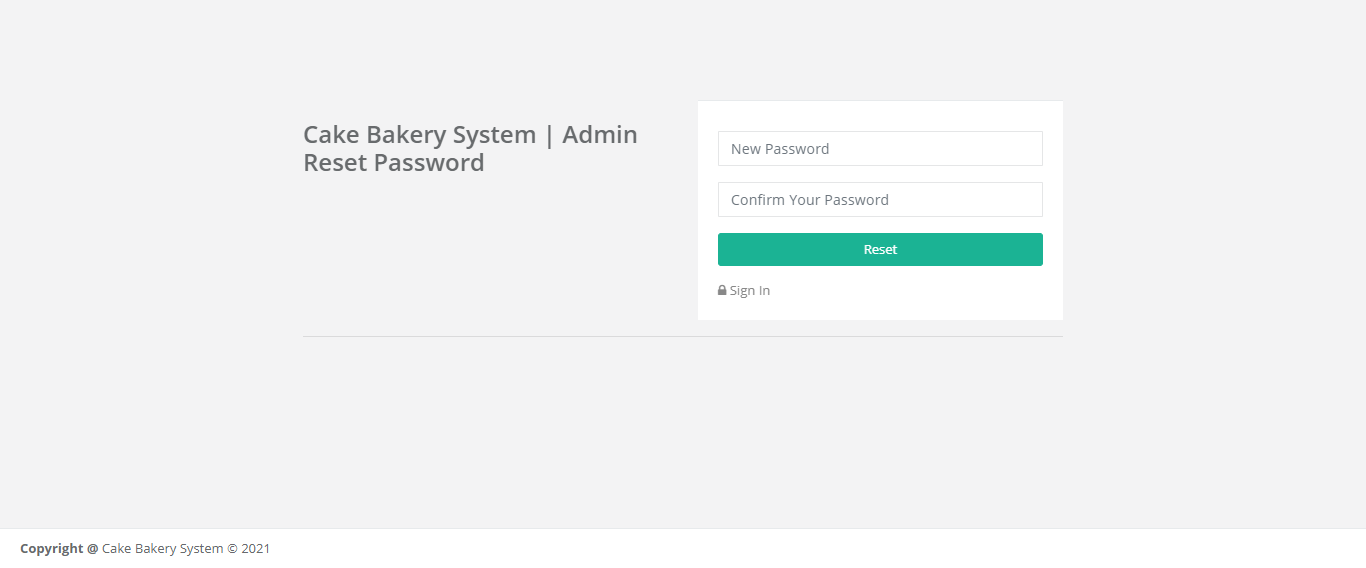 Cake Bakery System | Admin
Reset Password
New Password
Confirm Your Password
Reset
Sign In
Copyright @ Cake Bakery System © 2021